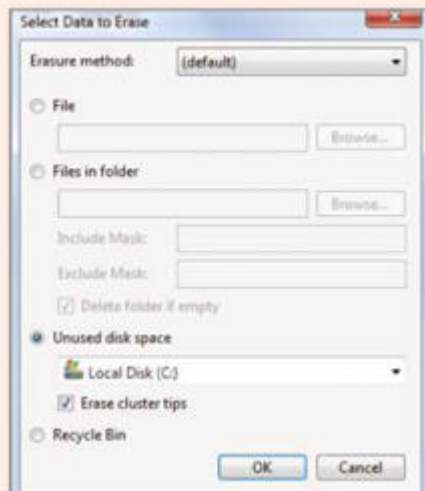 Select Data to Erase
Erasure method: (default)
File
Browse...
Files in folder
Browse...
Include Mask:
Exclude Mask:
Delete folder if empty
Unused disk space
Local Disk (C:)
Erase cluster tips
Recycle Bin
OK Cancel